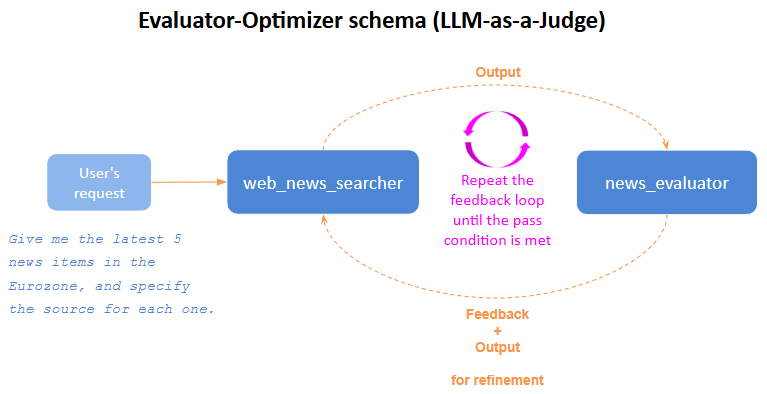 Evaluator-Optimizer schema (LLM-as-a-Judge)
Output
User's
request
web_news_searcher
Repeat the
feedback loop
until the pass
condition is met
news_evaluator
Give me the latest 5
news items in the
Eurozone, and specify
the source for each one.
Feedback
+
Output
for refinement